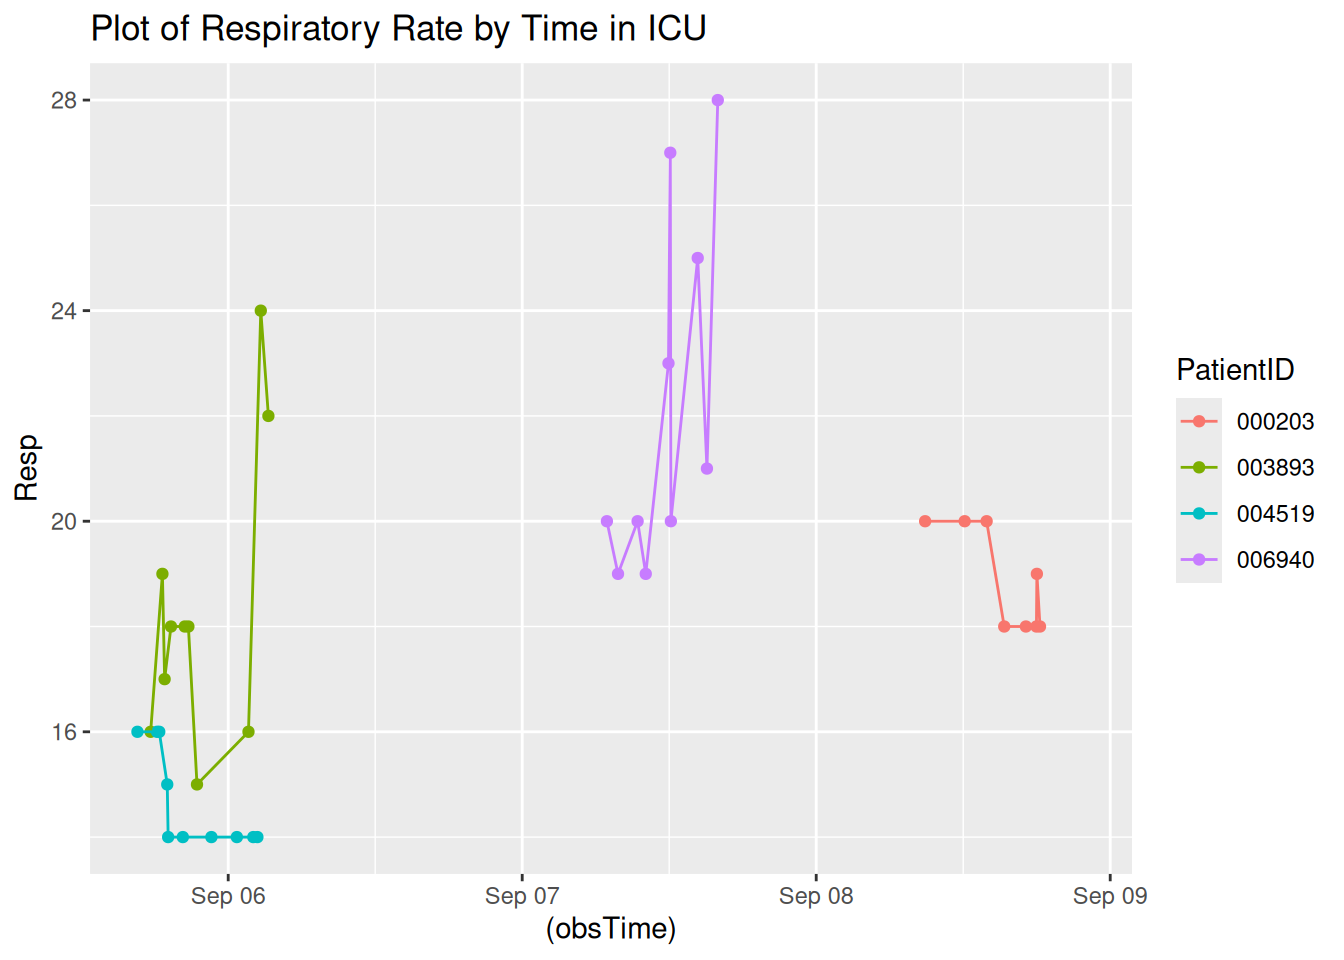 Plot of Respiratory Rate by Time in ICU
28
24
20
16
Resp
Sep 06
Sep 07
Sep 08
Sep 09
(obsTime)
PatientID
000203
003893
004519
006940